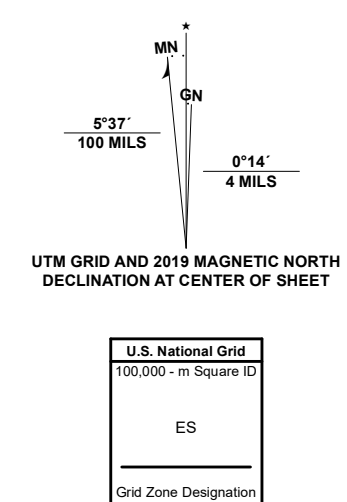 ★
MN
GN
5°37´
100 MILS
0°14´
4 MILS
UTM GRID AND 2019 MAGNETIC NORTH
DECLINATION AT CENTER OF SHEET
U.S. National Grid
100,000 - m Square ID
ES
Grid Zone Designation